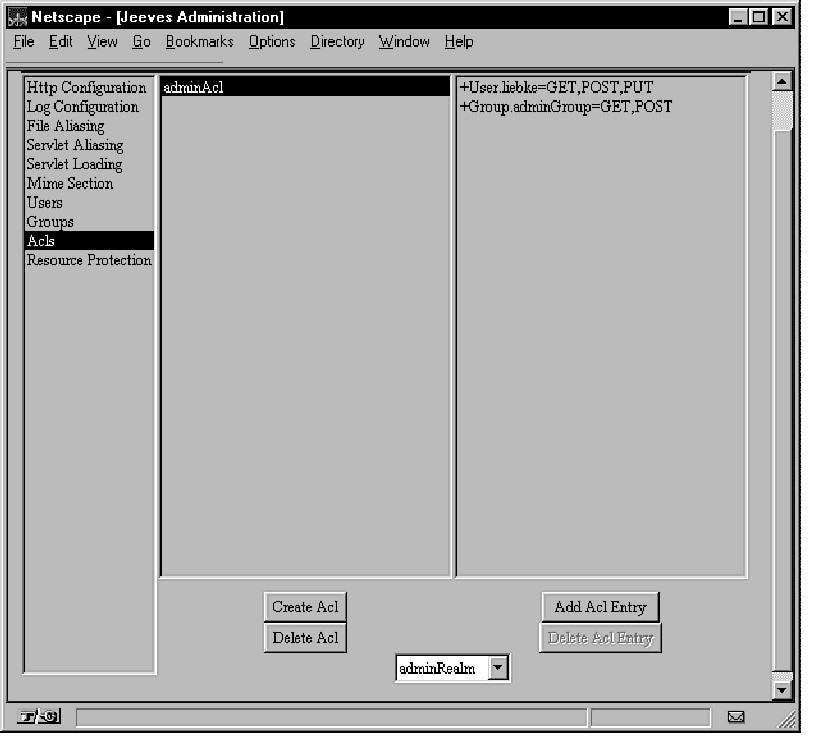 Netscape - [Jeeves Administration]
File Edit View Go Bookmarks Options Directory Window Help
Http Configuration
Log Configuration
File Aliasing
Servlet Aliasing
Servlet Loading
Mime Section
Users
Groups
Acls
Resource Protection
adminAcl
+User.liebke=GET,POST,PUT
+Group.adminGroup=GET,POST
Create Acl
Delete Acl
Add Acl Entry
Delete Acl Entry
adminRealm